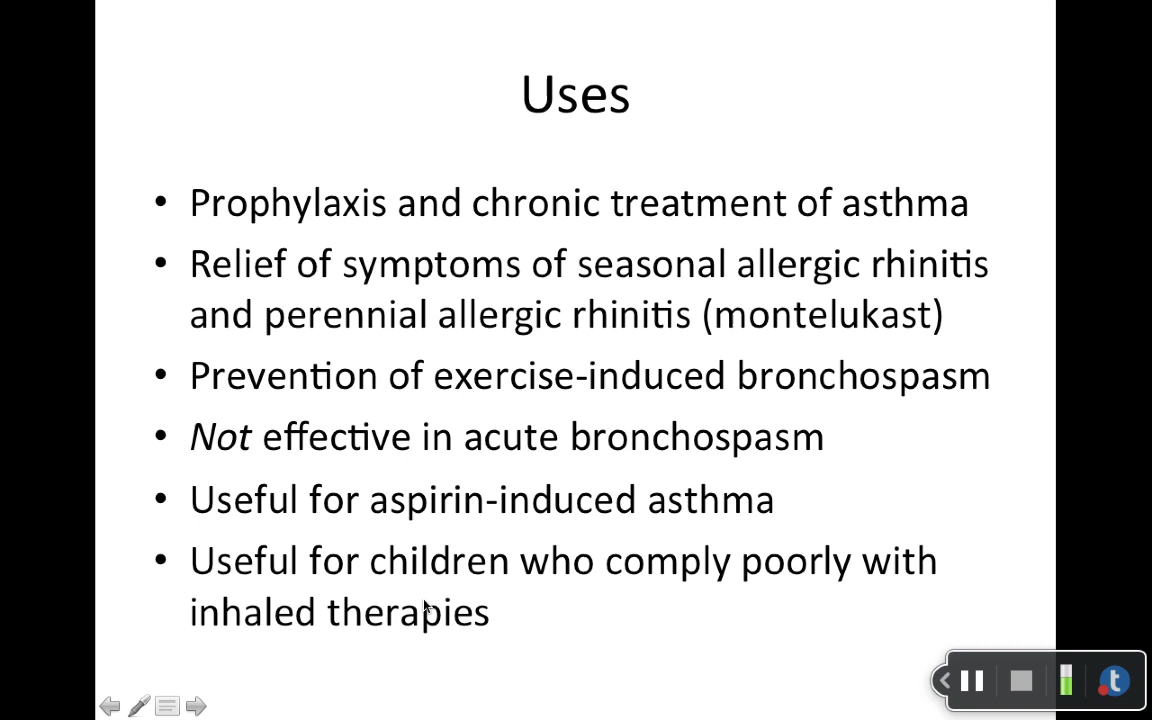 Uses
• Prophylaxis and chronic treatment of asthma
• Relief of symptoms of seasonal allergic rhinitis
and perennial allergic rhinitis (montelukast)
• Prevention of exercise-induced bronchospasm
• Not effective in acute bronchospasm
• Useful for aspirin-induced asthma
• Useful for children who comply poorly with
inhaled therapies
t